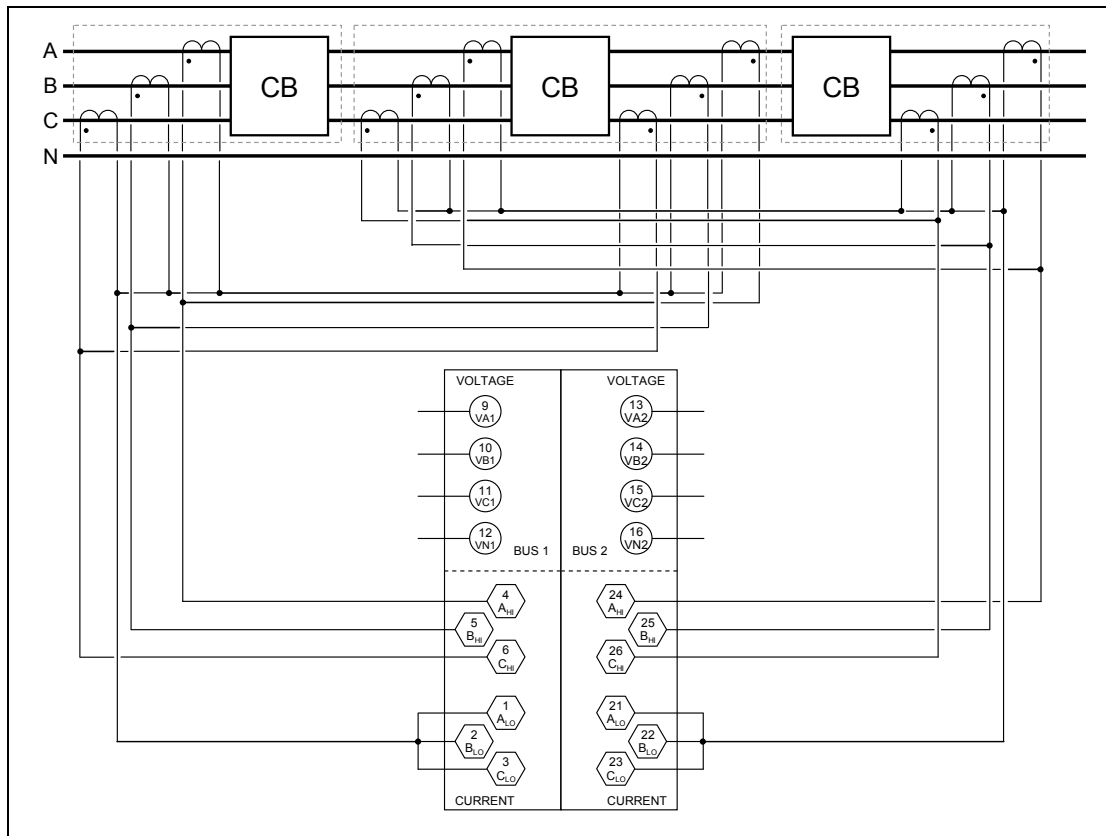 A
B
C
N
CB CB CB
VOLTAGE VOLTAGE
9
VA1
13
VA2
10
VB1
14
VB2
11
VC1
15
VC2
12
VN1
16
VN2
BUS 1 BUS 2
4
AHI
24
AHI
5
BHI
25
BHI
6
CHI
26
CHI
1
ALO
21
ALO
2
BLO
22
BLO
3
CLO
23
CLO
CURRENT CURRENT